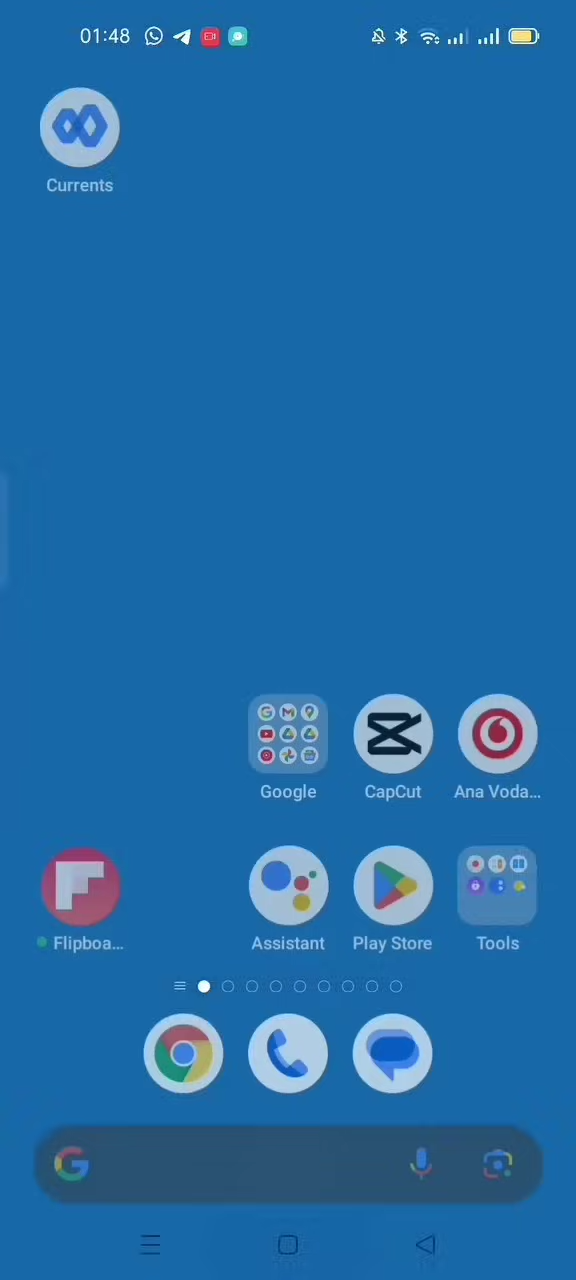 01:48
Currents
Google
CapCut
Ana Voda...
Flipboa...
Assistant
Play Store
Tools